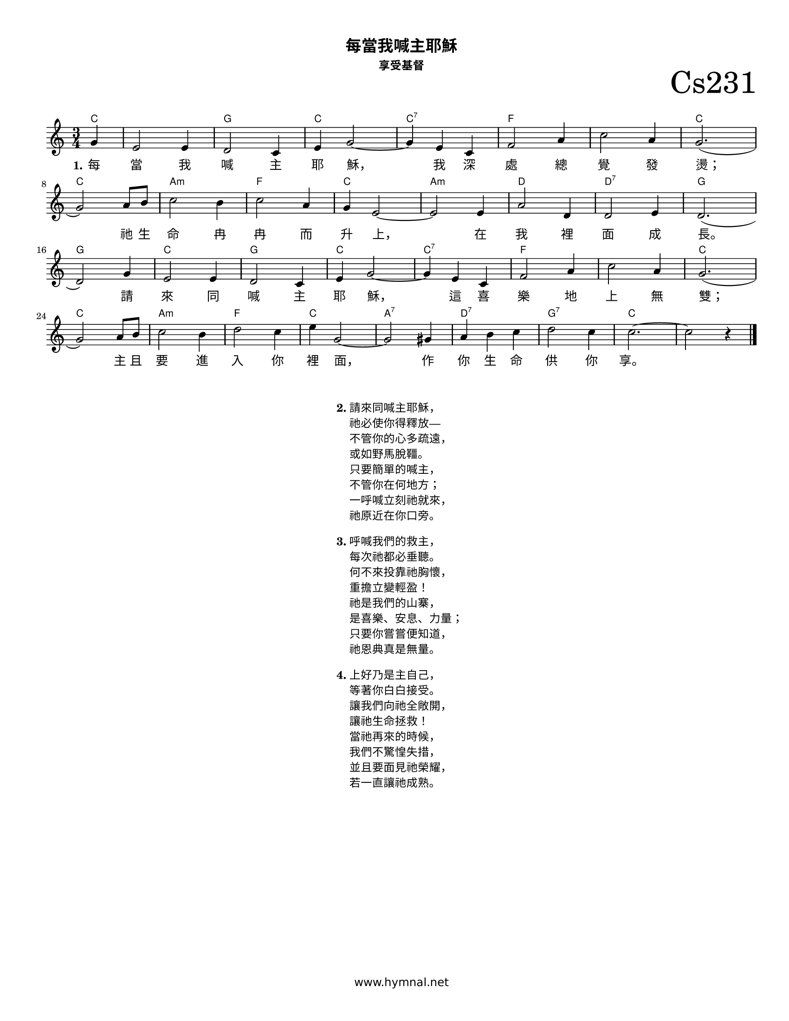 每當我喊主耶穌
享受基督
Cs231
C G C C7 F C
1. 每 當 我 喊 主 耶 穌， 我 深 處 總 覺 發 燙；
8 C Am F C Am D D7 G
祂 生 命 冉 冉 而 升 上， 在 我 裡 面 成 長。
16 G C G C C7 F C
請 來 同 喊 主 耶 穌， 這 喜 樂 地 上 無 雙；
24 C Am F C A7 D7 G7 C
主 且 要 進 入 你 裡 面， 作 你 生 命 供 你 享。
2. 請來同喊主耶穌，
祂必使你得釋放—
不管你的心多疏遠，
或如野馬脫韁。
只要簡單的喊主，
不管你在何地方；
一呼喊立刻祂就來，
祂原近在你口旁。
3. 呼喊我們的救主，
每次祂都必垂聽。
何不來投靠祂胸懷，
重擔立變輕盈！
祂是我們的山寨，
是喜樂、安息、力量；
只要你嘗嘗便知道，
祂恩典真是無量。
4. 上好乃是主自己，
等著你白白接受。
讓我們向祂全敞開，
讓祂生命拯救！
當祂再來的時候，
我們不驚惶失措，
並且要面見祂榮耀，
若一直讓祂成熟。
www.hymnal.net